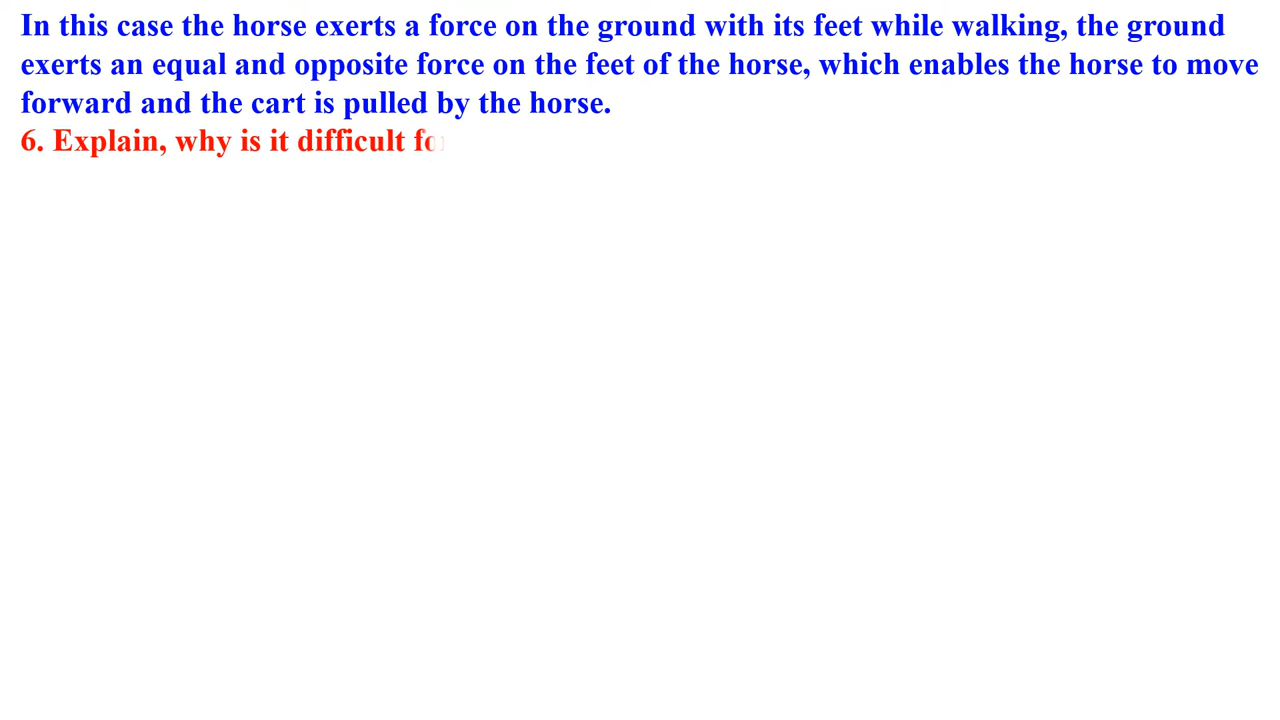 In this case the horse exerts a force on the ground with its feet while walking, the ground
exerts an equal and opposite force on the feet of the horse, which enables the horse to move
forward and the cart is pulled by the horse.
6. Explain, why is it difficult for